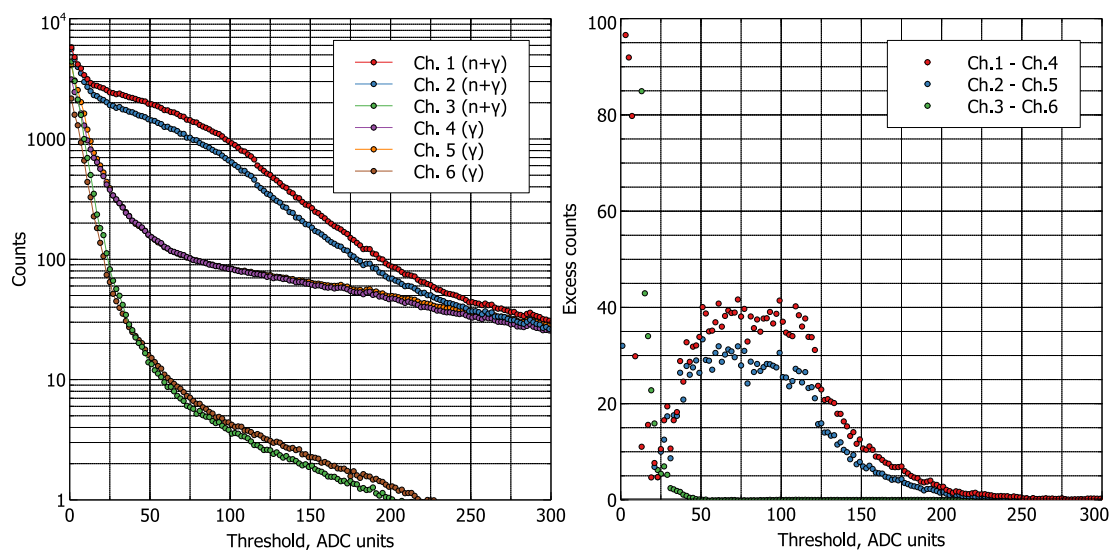 10⁴
1000
100
10
1
Counts
0 50 100 150 200 250 300
Threshold, ADC units
Ch. 1 (n+γ)
Ch. 2 (n+γ)
Ch. 3 (n+γ)
Ch. 4 (γ)
Ch. 5 (γ)
Ch. 6 (γ)
100
80
60
40
20
0
Excess counts
0 50 100 150 200 250 300
Threshold, ADC units
Ch.1 - Ch.4
Ch.2 - Ch.5
Ch.3 - Ch.6